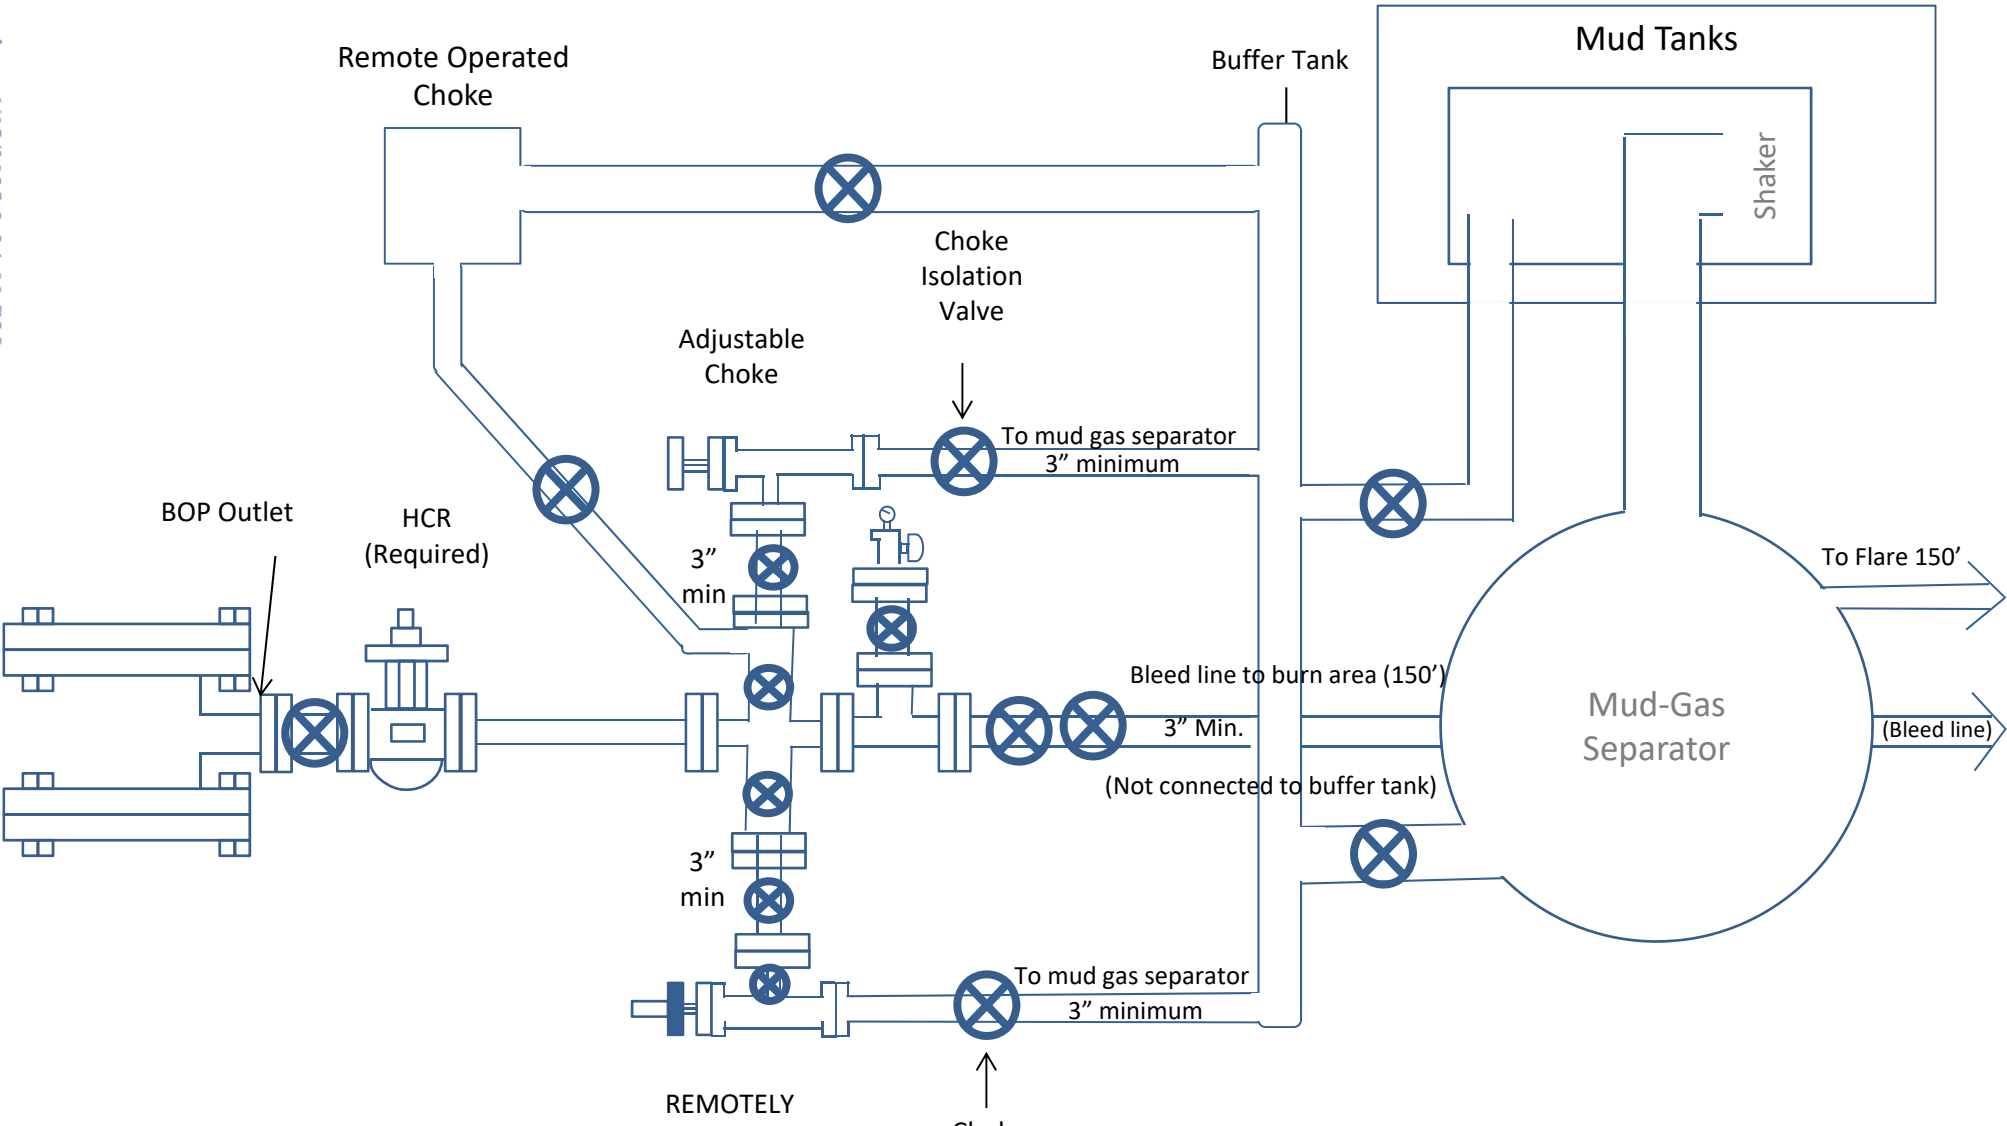 Mud Tanks
Remote Operated
Choke
Buffer Tank
Shaker
Choke
Isolation
Valve
Adjustable
Choke
To mud gas separator
3” minimum
BOP Outlet
HCR
(Required)
3”
min
To Flare 150’
Bleed line to burn area (150’)
3” Min.
(Not connected to buffer tank)
Mud-Gas
Separator
(Bleed line)
3”
min
To mud gas separator
3” minimum
REMOTELY